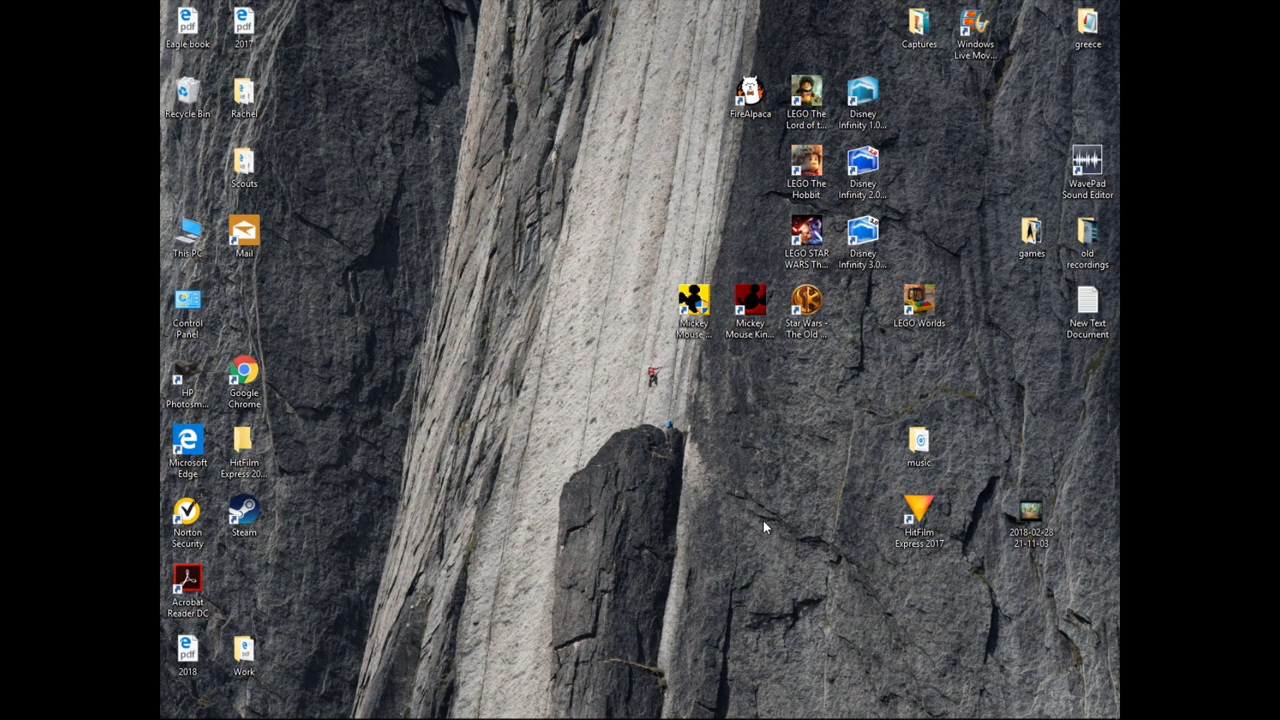 pdf
Eagle book
pdf
2017
Captures
Windows
Live Mov...
greece
Recycle Bin
Rachel
FireAlpaca
LEGO The
Lord of t...
Disney
Infinity 1.0...
Scouts
LEGO The
Hobbit
Disney
Infinity 2.0...
WavePad
Sound Editor
This PC
Mail
LEGO STAR
WARS Th...
Disney
Infinity 3.0...
games
old
recordings
Control
Panel
Mickey
Mouse ...
Mickey
Mouse Kin...
Star Wars -
The Old ...
LEGO Worlds
New Text
Document
HP
Photosm...
Google
Chrome
Microsoft
Edge
HitFilm
Express 20...
music
Norton
Security
Steam
HitFilm
Express 2017
2018-02-28
21-11-03
Acrobat
Reader DC
pdf
2018
Work